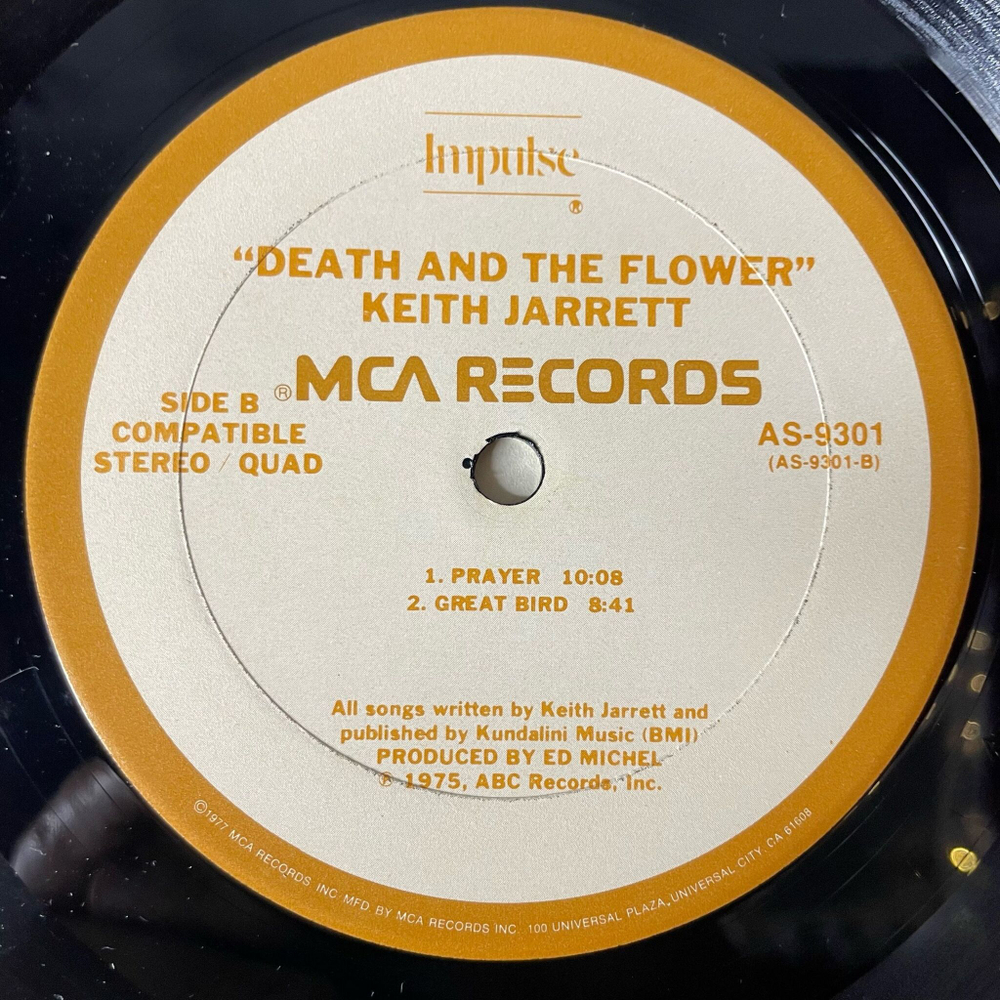 Impulse
®
“DEATH AND THE FLOWER”
KEITH JARRETT
®MCA RECORDS
SIDE B
COMPATIBLE
STEREO / QUAD
AS-9301
(AS-9301-B)
1. PRAYER 10:08
2. GREAT BIRD 8:41
All songs written by Keith Jarrett and
published by Kundalini Music (BMI)
PRODUCED BY ED MICHEL
℗ 1975, ABC Records, Inc.
©1977 MCA RECORDS INC. MFD BY MCA RECORDS INC. 100 UNIVERSAL PLAZA, UNIVERSAL CITY, CA 61608